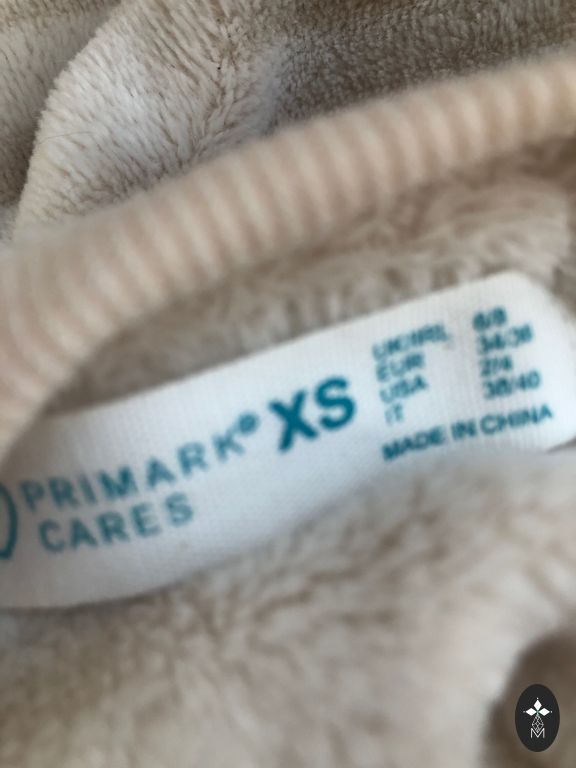 PRIMARK® XS
CARES
UK/IRL 6/8
EUR 34/36
USA 2/4
IT 38/40
MADE IN CHINA
M